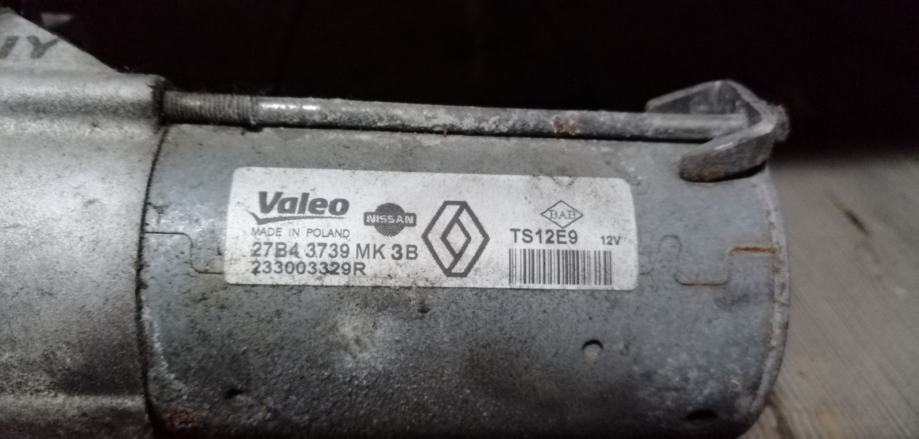 Valeo
NISSAN
MADE IN POLAND
27B4 3739 MK 3B
233003329R
BAB
TS12E9 12V